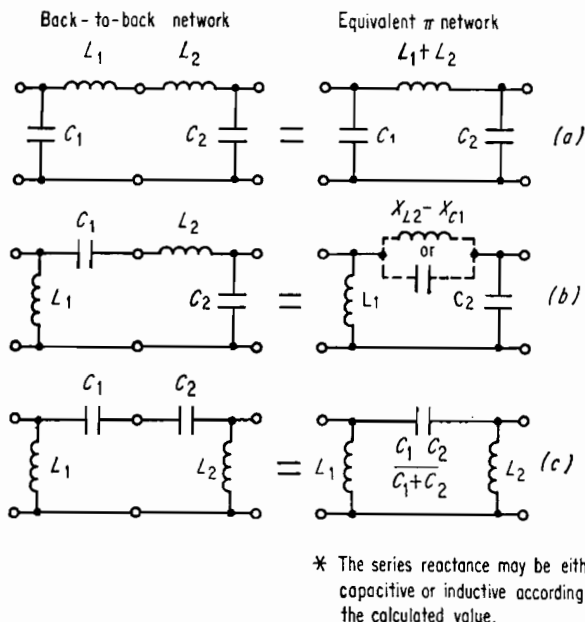 Back-to-back network
Equivalent π network
L1 L2
L1+L2
C1 C2 = C1 C2 (a)
C1 L2
XL2-XC1
or
L1 C2 = L1 C2 (b)
C1 C2
L1 L2 = L1 C1 C2 L2 (c)
C1+C2
* The series reactance may be eith
capacitive or inductive according
the calculated value.